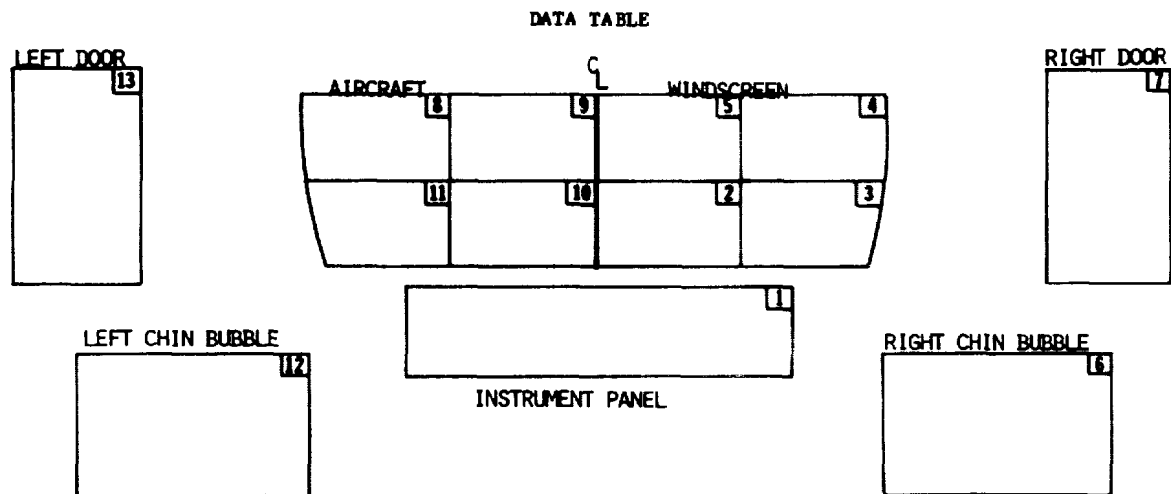 DATA TABLE
LEFT DOOR
13
AIRCRAFT
CL
WINDSCREEN
RIGHT DOOR
7
8
9
5
4
11
10
2
3
1
INSTRUMENT PANEL
LEFT CHIN BUBBLE
12
RIGHT CHIN BUBBLE
6